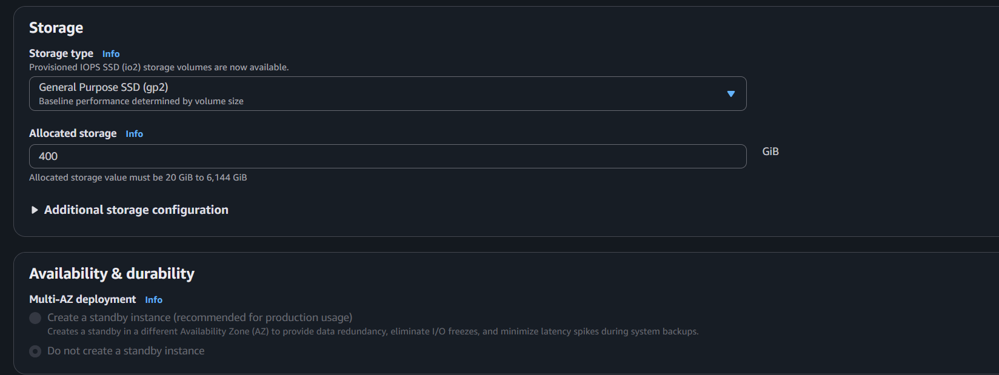 Storage
Storage type Info
Provisioned IOPS SSD (io2) storage volumes are now available.
General Purpose SSD (gp2)
Baseline performance determined by volume size
Allocated storage Info
400
GiB
Allocated storage value must be 20 GiB to 6,144 GiB
Additional storage configuration
Availability & durability
Multi-AZ deployment Info
Create a standby instance (recommended for production usage)
Creates a standby in a different Availability Zone (AZ) to provide data redundancy, eliminate I/O freezes, and minimize latency spikes during system backups.
Do not create a standby instance